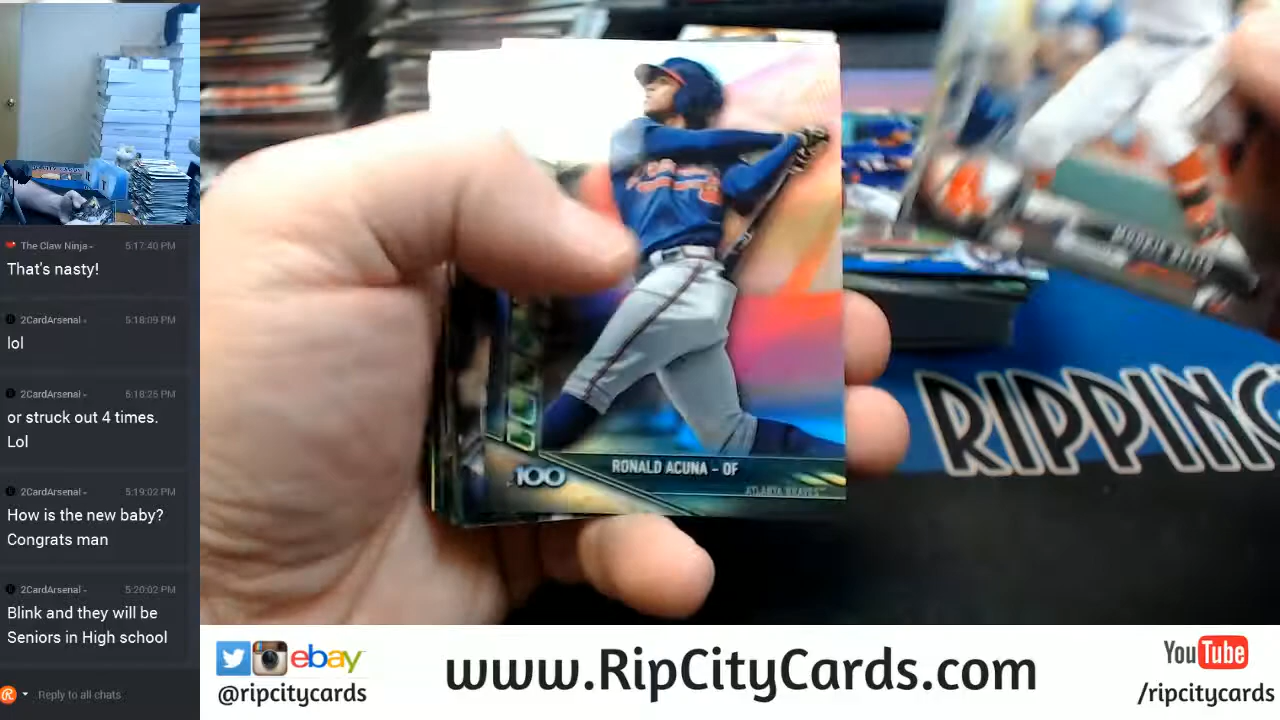 The Claw Ninja
5:17:40 PM
That's nasty!
2CardArsenal
5:18:09 PM
lol
2CardArsenal
5:18:25 PM
or struck out 4 times.
Lol
2CardArsenal
5:19:02 PM
How is the new baby?
Congrats man
2CardArsenal
5:20:02 PM
Blink and they will be
Seniors in High school
Reply to all chats
100
RONALD ACUNA - OF
ATLANTA BRAVES
MOOKIE BETTS
RIPPING
ebay
@ripcitycards
www.RipCityCards.com
YouTube
/ripcitycards